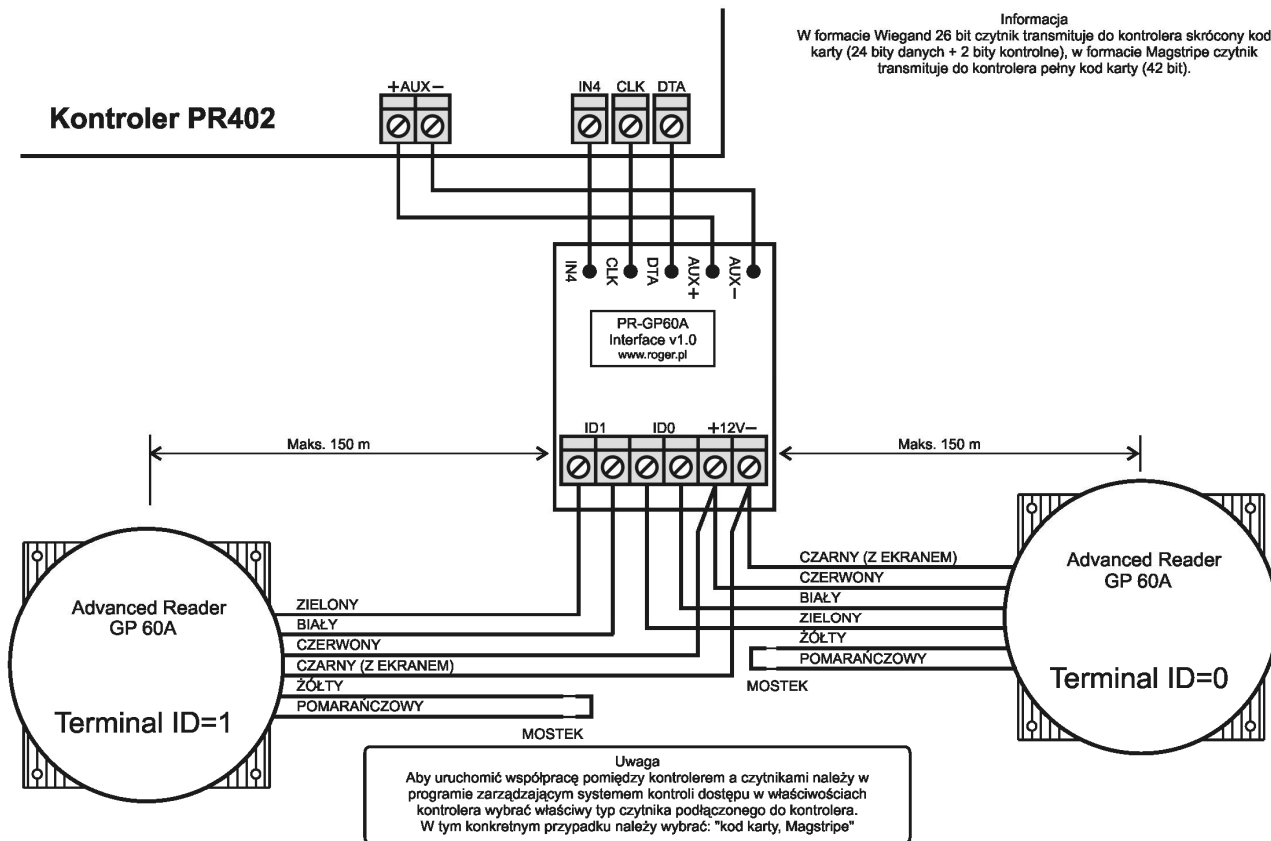 Informacja
W formacie Wiegand 26 bit czytnik transmituje do kontrolera skrócony kod
karty (24 bity danych + 2 bity kontrolne), w formacie Magstripe czytnik
transmituje do kontrolera pełny kod karty (42 bit).
+AUX−
IN4 CLK DTA
Kontroler PR402
IN4
CLK
DTA
AUX+
AUX−
PR-GP60A
Interface v1.0
www.roger.pl
ID1 ID0 +12V−
Maks. 150 m
Maks. 150 m
Advanced Reader
GP 60A
Terminal ID=1
ZIELONY
BIAŁY
CZERWONY
CZARNY (Z EKRANEM)
ŻÓŁTY
POMARAŃCZOWY
MOSTEK
CZARNY (Z EKRANEM)
CZERWONY
BIAŁY
ZIELONY
ŻÓŁTY
POMARAŃCZOWY
MOSTEK
Advanced Reader
GP 60A
Terminal ID=0
Uwaga
Aby uruchomić współpracę pomiędzy kontrolerem a czytnikami należy w
programie zarządzającym systemem kontroli dostępu w właściwościach
kontrolera wybrać właściwy typ czytnika podłączonego do kontrolera.
W tym konkretnym przypadku należy wybrać: "kod karty, Magstripe"